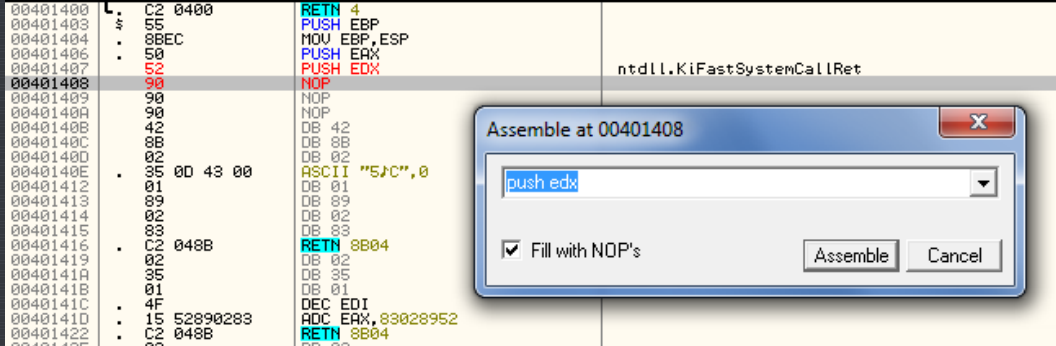 00401400 . C2 0400 RETN 4
00401403 $ 55 PUSH EBP
00401404 . 8BEC MOV EBP,ESP
00401406 . 50 PUSH EAX
00401407 52 PUSH EDX ntdll.KiFastSystemCallRet
00401408 90 NOP
00401409 90 NOP
0040140A 90 NOP
0040140B 42 DB 42
0040140C 8B DB 8B
0040140D 02 DB 02
0040140E . 35 0D 43 00 ASCII "5♪C",0
00401412 01 DB 01
00401413 89 DB 89
00401414 02 DB 02
00401415 83 DB 83
00401416 . C2 048B RETN 8B04
00401419 02 DB 02
0040141A 35 DB 35
0040141B 01 DB 01
0040141C . 4F DEC EDI
0040141D . 15 52890283 ADC EAX,83028952
00401422 . C2 048B RETN 8B04
Assemble at 00401408
push edx
Fill with NOP's
Assemble
Cancel